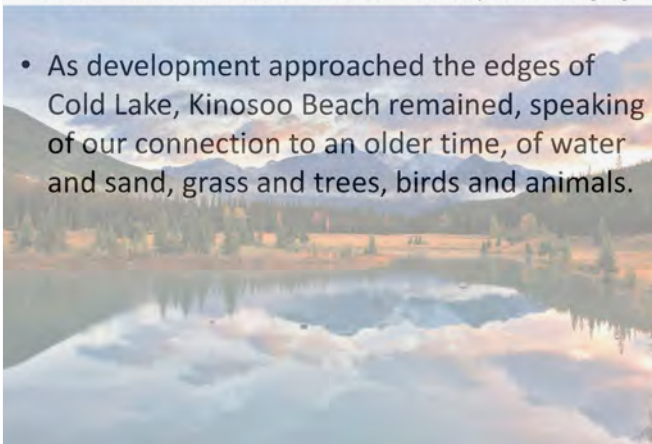 • As development approached the edges of
Cold Lake, Kinosoo Beach remained, speaking
of our connection to an older time, of water
and sand, grass and trees, birds and animals.